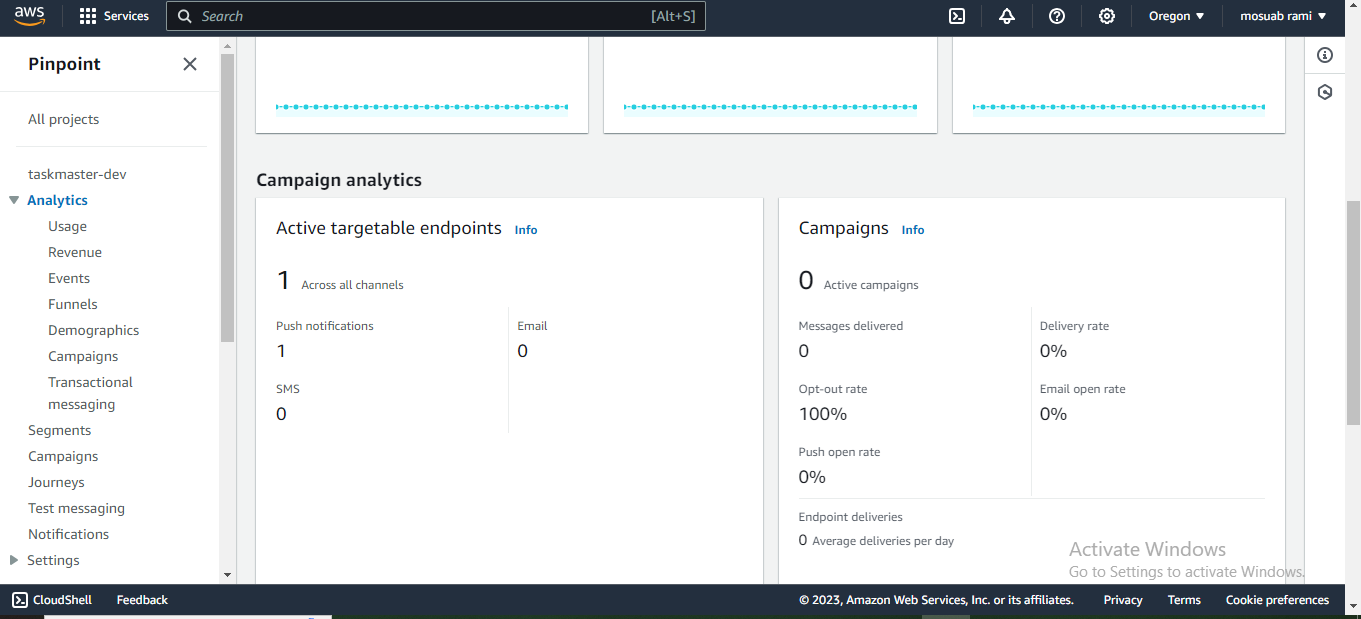 aws
Services
Search
[Alt+S]
Oregon
mosuab rami
Pinpoint
All projects
taskmaster-dev
Analytics
Usage
Revenue
Events
Funnels
Demographics
Campaigns
Transactional
messaging
Segments
Campaigns
Journeys
Test messaging
Notifications
Settings
Campaign analytics
Active targetable endpoints Info
1 Across all channels
Push notifications
1
Email
0
SMS
0
Campaigns Info
0 Active campaigns
Messages delivered
0
Delivery rate
0%
Opt-out rate
100%
Email open rate
0%
Push open rate
0%
Endpoint deliveries
0 Average deliveries per day
Activate Windows
Go to Settings to activate Windows.
CloudShell
Feedback
© 2023, Amazon Web Services, Inc. or its affiliates.
Privacy
Terms
Cookie preferences